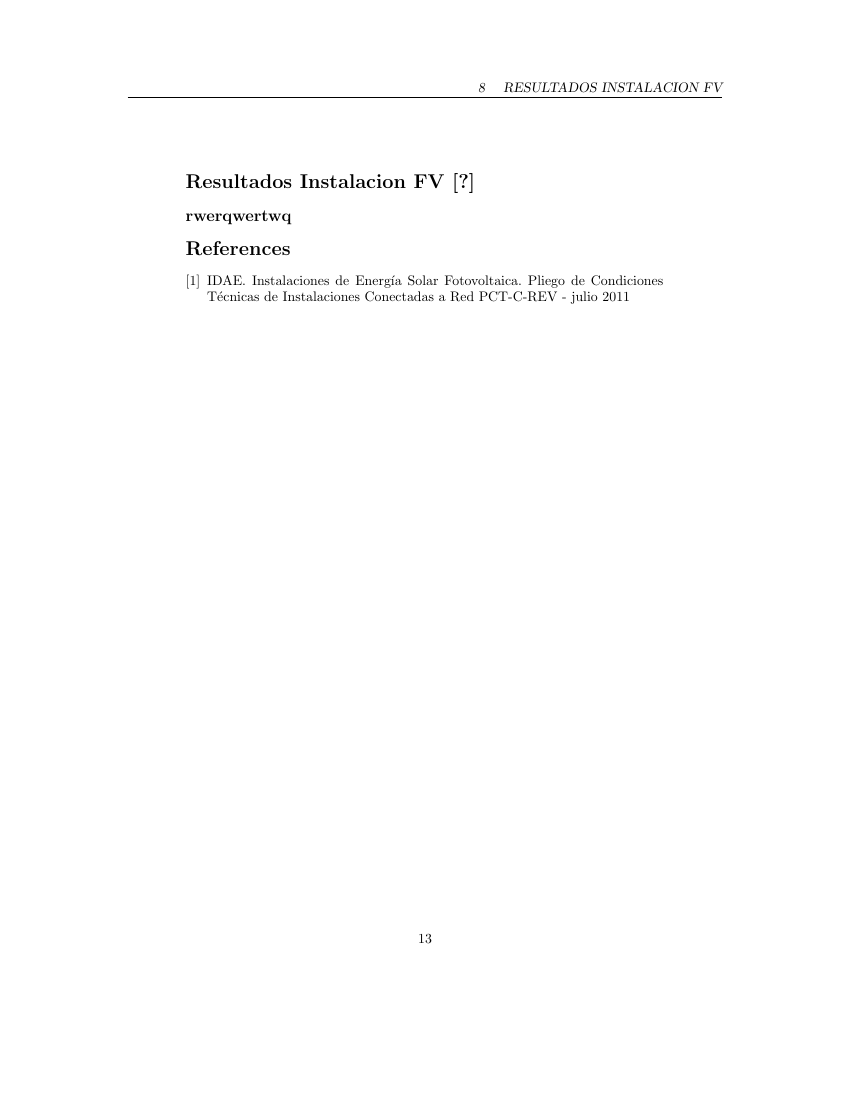 8 RESULTADOS INSTALACION FV
Resultados Instalacion FV [?]
rwerqwertwq
References
[1] IDAE. Instalaciones de Energía Solar Fotovoltaica. Pliego de Condiciones
Técnicas de Instalaciones Conectadas a Red PCT-C-REV - julio 2011
13